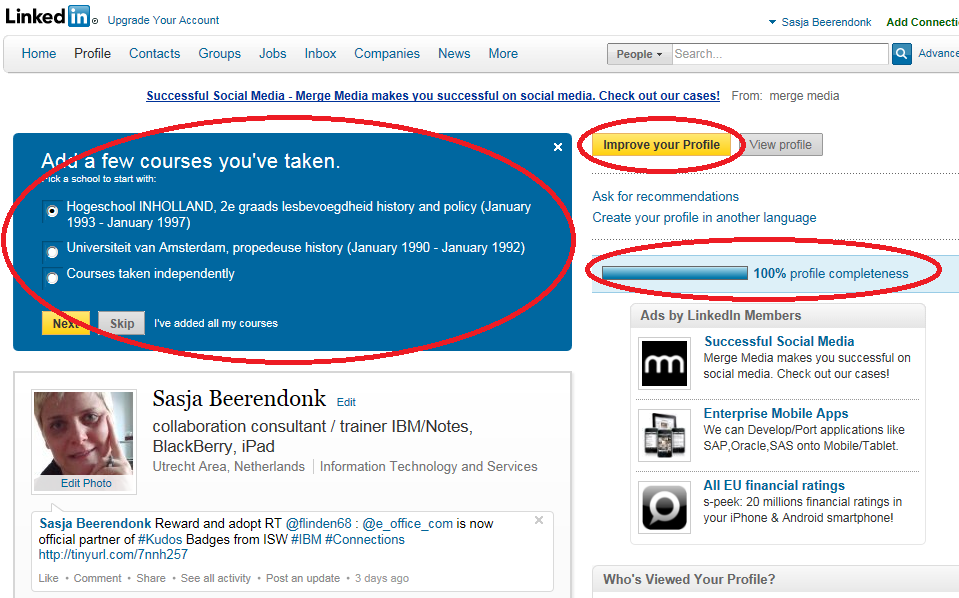 Linked in® Upgrade Your Account
Sasja Beerendonk Add Connecti
Home Profile Contacts Groups Jobs Inbox Companies News More People Search... Advance
Successful Social Media - Merge Media makes you successful on social media. Check out our cases! From: merge media
Add a few courses you've taken.
Pick a school to start with:
Hogeschool INHOLLAND, 2e graads lesbevoegdheid history and policy (January
1993 - January 1997)
Universiteit van Amsterdam, propedeuse history (January 1990 - January 1992)
Courses taken independently
Next Skip I've added all my courses
Improve your Profile View profile
Ask for recommendations
Create your profile in another language
100% profile completeness
Ads by LinkedIn Members
Successful Social Media
Merge Media makes you successful on
social media. Check out our cases!
Enterprise Mobile Apps
We can Develop/Port applications like
SAP,Oracle,SAS onto Mobile/Tablet.
All EU financial ratings
s-peek: 20 millions financial ratings in
your iPhone & Android smartphone!
Who's Viewed Your Profile?
Sasja Beerendonk Edit
collaboration consultant / trainer IBM/Notes,
BlackBerry, iPad
Utrecht Area, Netherlands Information Technology and Services
Edit Photo
Sasja Beerendonk Reward and adopt RT @flinden68 : @e_office_com is now
official partner of #Kudos Badges from ISW #IBM #Connections
http://tinyurl.com/7nnh257
Like • Comment • Share • See all activity • Post an update • 3 days ago